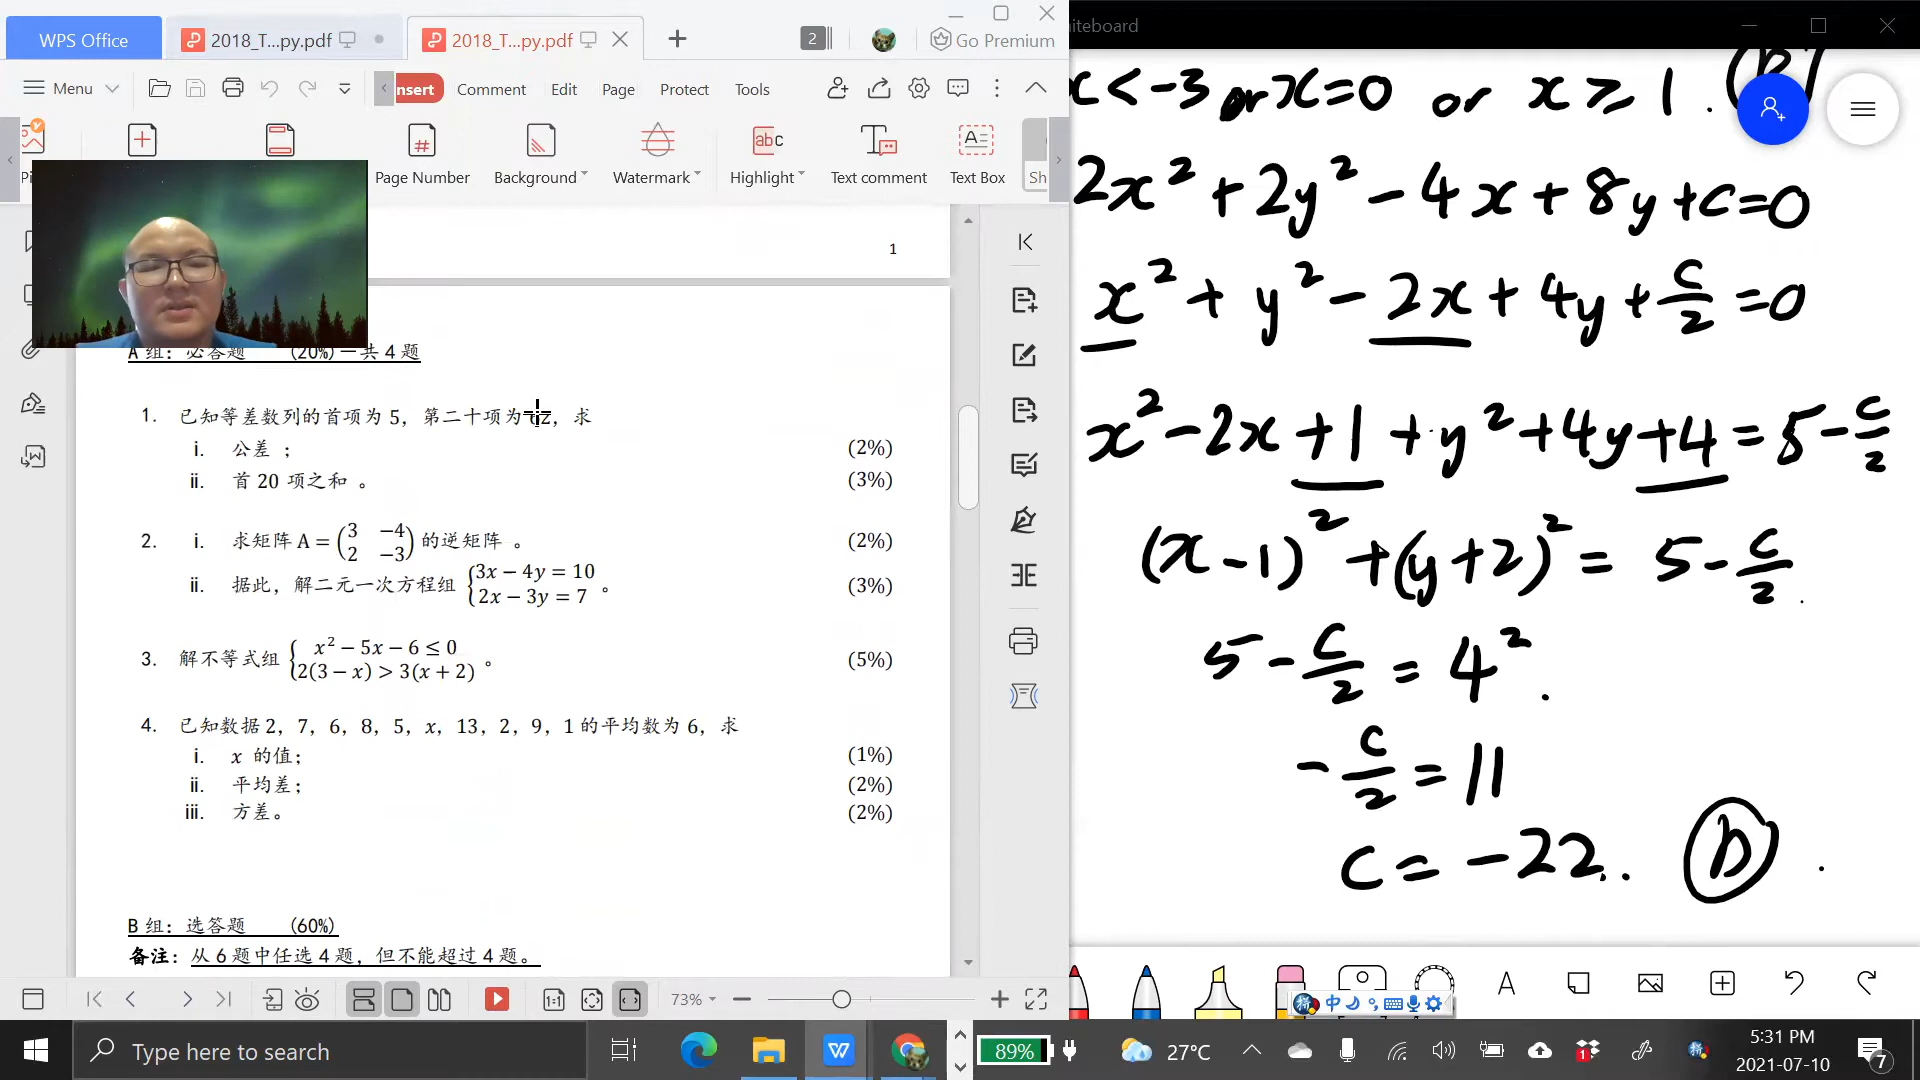 WPS Office
2018_T...py.pdf
2018_T...py.pdf
2
Go Premium
Menu
nsert
Comment
Edit
Page
Protect
Tools
Page Number
Background
Watermark
Highlight
Text comment
Text Box
Sh
1
A 组：必答题 (20%)—共 4 题
1. 已知等差数列的首项为 5，第二十项为 62，求
i. 公差； (2%)
ii. 首 20 项之和 。 (3%)
2. i. 求矩阵 A = (3 −4
2 −3) 的逆矩阵 。 (2%)
ii. 据此，解二元一次方程组 {3x − 4y = 10
2x − 3y = 7 。 (3%)
3. 解不等式组 {x² − 5x − 6 ≤ 0
2(3 − x) > 3(x + 2) 。 (5%)
4. 已知数据 2，7，6，8，5，x，13，2，9，1 的平均数为 6，求
i. x 的值； (1%)
ii. 平均差； (2%)
iii. 方差。 (2%)
B 组：选答题 (60%)
备注：从 6 题中任选 4 题，但不能超过 4 题。
73%
iteboard
x < -3 or x=0 or x ≥ 1 .
2x² + 2y² - 4x + 8y + c = 0
x² + y² - 2x + 4y + c/2 = 0
x² - 2x + 1 + y² + 4y + 4 = 5 - c/2
(x - 1)² + (y + 2)² = 5 - c/2 .
5 - c/2 = 4² .
- c/2 = 11
c = -22 . (D) .
A
中
Type here to search
89%
27°C
1
5:31 PM
2021-07-10
7